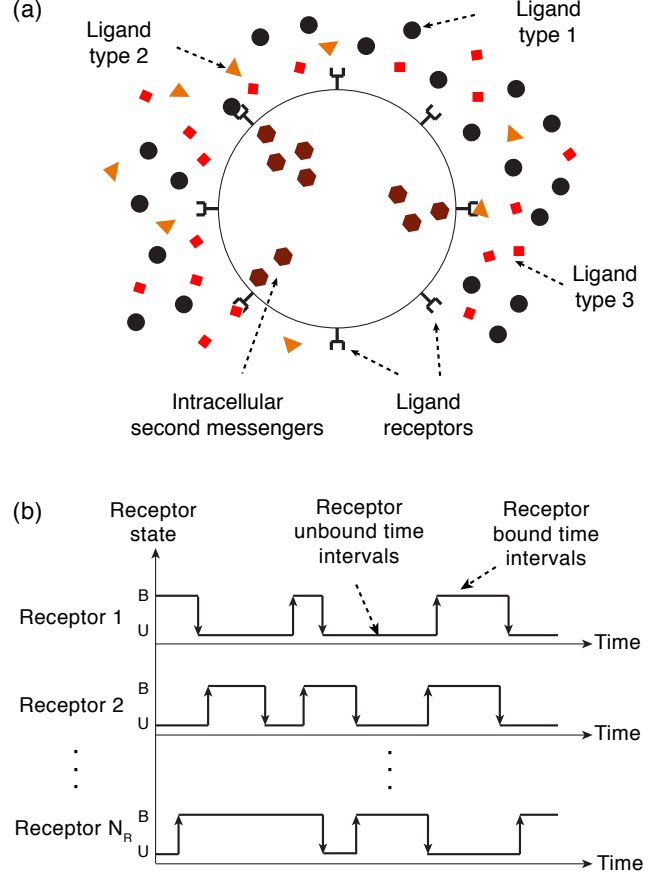 (a)
Ligand
type 2
Ligand
type 1
Ligand
type 3
Intracellular
second messengers
Ligand
receptors
(b)
Receptor
state
Receptor
unbound time
intervals
Receptor
bound time
intervals
B
Receptor 1
U
Time
B
Receptor 2
U
Time
B
Receptor N_R
U
Time